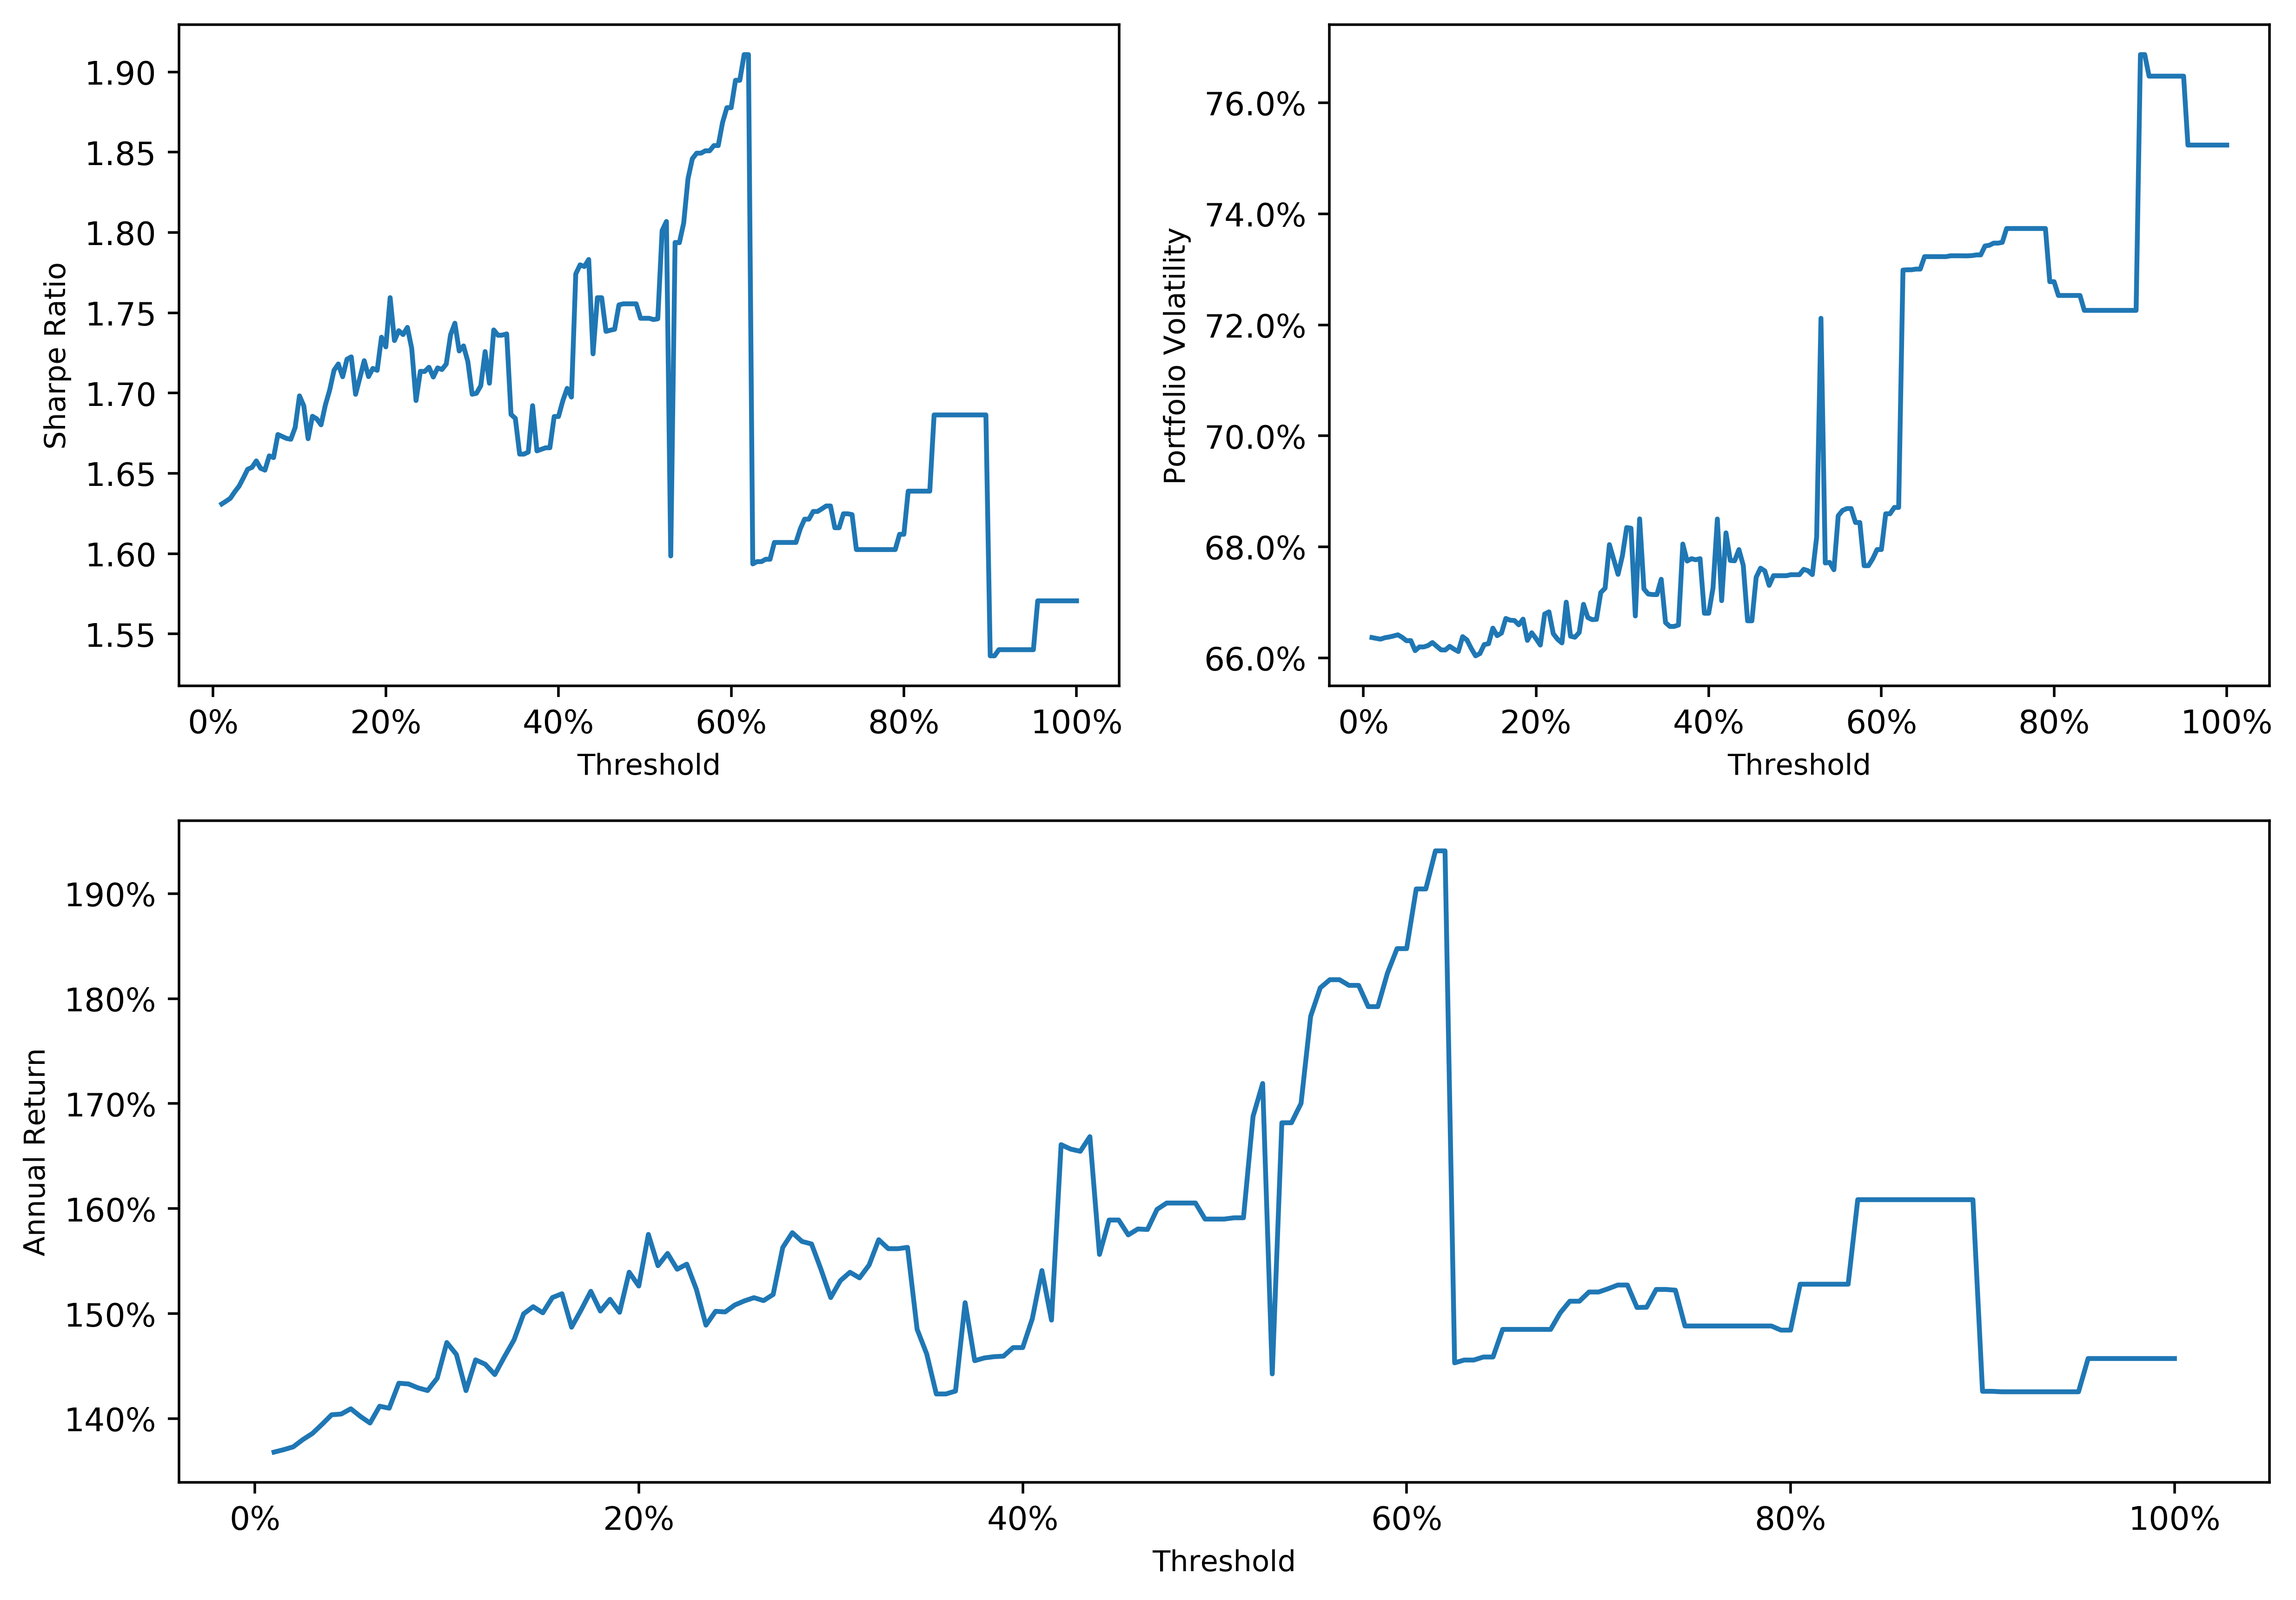 1.90
1.85
1.80
1.75
1.70
1.65
1.60
1.55
Sharpe Ratio
0% 20% 40% 60% 80% 100%
Threshold
76.0%
74.0%
72.0%
70.0%
68.0%
66.0%
Portfolio Volatility
0% 20% 40% 60% 80% 100%
Threshold
190%
180%
170%
160%
150%
140%
Annual Return
0% 20% 40% 60% 80% 100%
Threshold